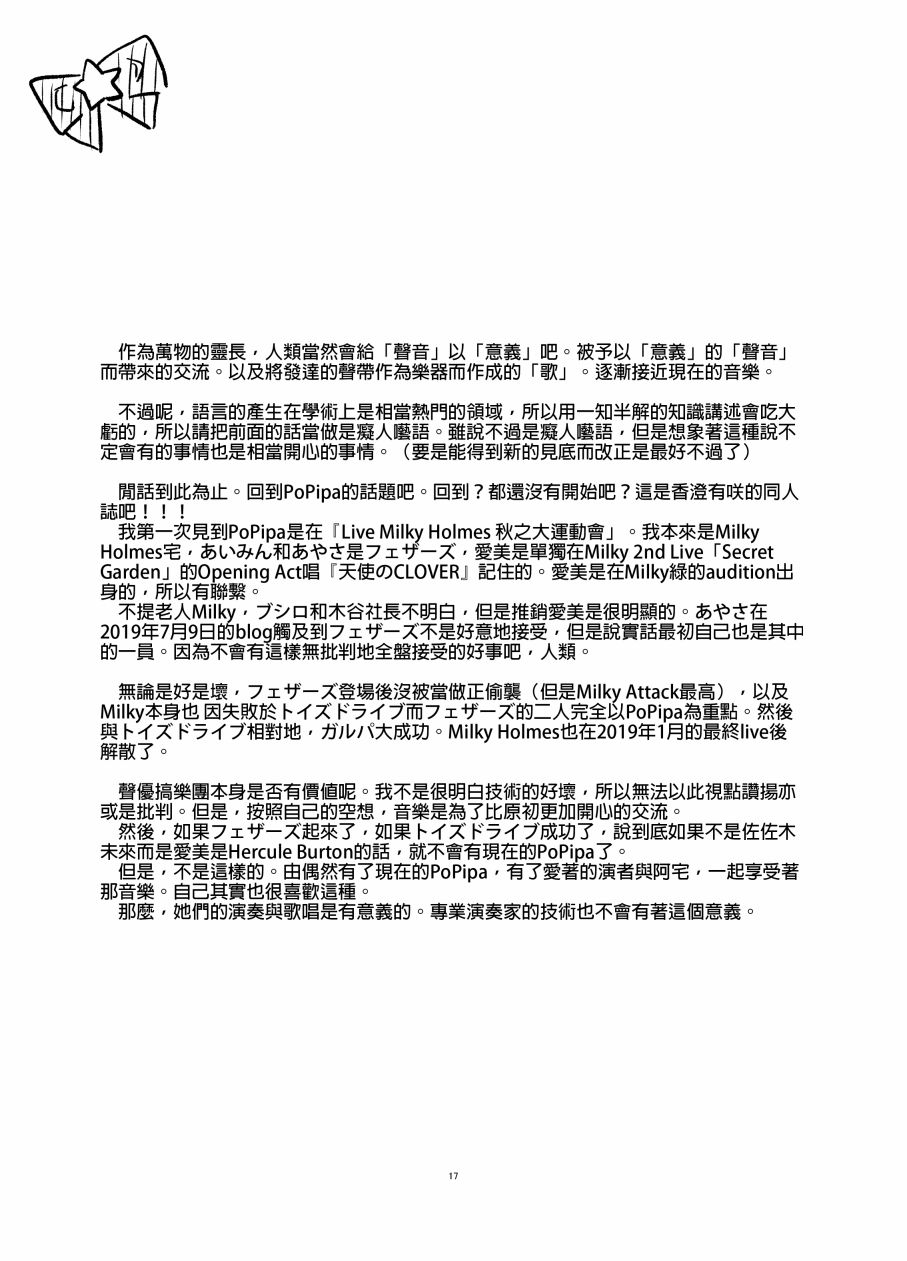 作為萬物的靈長，人類當然會給「聲音」以「意義」吧。被予以「意義」的「聲音」
而帶來的交流。以及將發達的聲帶作為樂器而作成的「歌」。逐漸接近現在的音樂。
不過呢，語言的產生在學術上是相當熱門的領域，所以用一知半解的知識講述會吃大
虧的，所以請把前面的話當做是癡人囈語。雖說不過是癡人囈語，但是想象著這種說不
定會有的事情也是相當開心的事情。（要是能得到新的見底而改正是最好不過了）
閒話到此為止。回到PoPipa的話題吧。回到？都還沒有開始吧？這是香澄有咲的同人
誌吧！！！
我第一次見到PoPipa是在『Live Milky Holmes 秋之大運動會」。我本來是Milky
Holmes宅，あいみん和あやさ是フェザーズ，愛美是單獨在Milky 2nd Live「Secret
Garden」的Opening Act唱『天使のCLOVER』記住的。愛美是在Milky綠的audition出
身的，所以有聯繫。
不提老人Milky，ブシロ和木谷社長不明白，但是推銷愛美是很明顯的。あやさ在
2019年7月9日的blog觸及到フェザーズ不是好意地接受，但是說實話最初自己也是其中
的一員。因為不會有這樣無批判地全盤接受的好事吧，人類。
無論是好是壞，フェザーズ登場後沒被當做正偷襲（但是Milky Attack最高），以及
Milky本身也 因失敗於トイズドライブ而フェザーズ的二人完全以PoPipa為重點。然後
與トイズドライブ相對地，ガルパ大成功。Milky Holmes也在2019年1月的最終live後
解散了。
聲優搞樂團本身是否有價值呢。我不是很明白技術的好壞，所以無法以此視點讚揚亦
或是批判。但是，按照自己的空想，音樂是為了比原初更加開心的交流。
然後，如果フェザーズ起來了，如果トイズドライブ成功了，說到底如果不是佐佐木
未來而是愛美是Hercule Burton的話，就不會有現在的PoPipa了。
但是，不是這樣的。由偶然有了現在的PoPipa，有了愛著的演者與阿宅，一起享受著
那音樂。自己其實也很喜歡這種。
那麼，她們的演奏與歌唱是有意義的。專業演奏家的技術也不會有著這個意義。
17